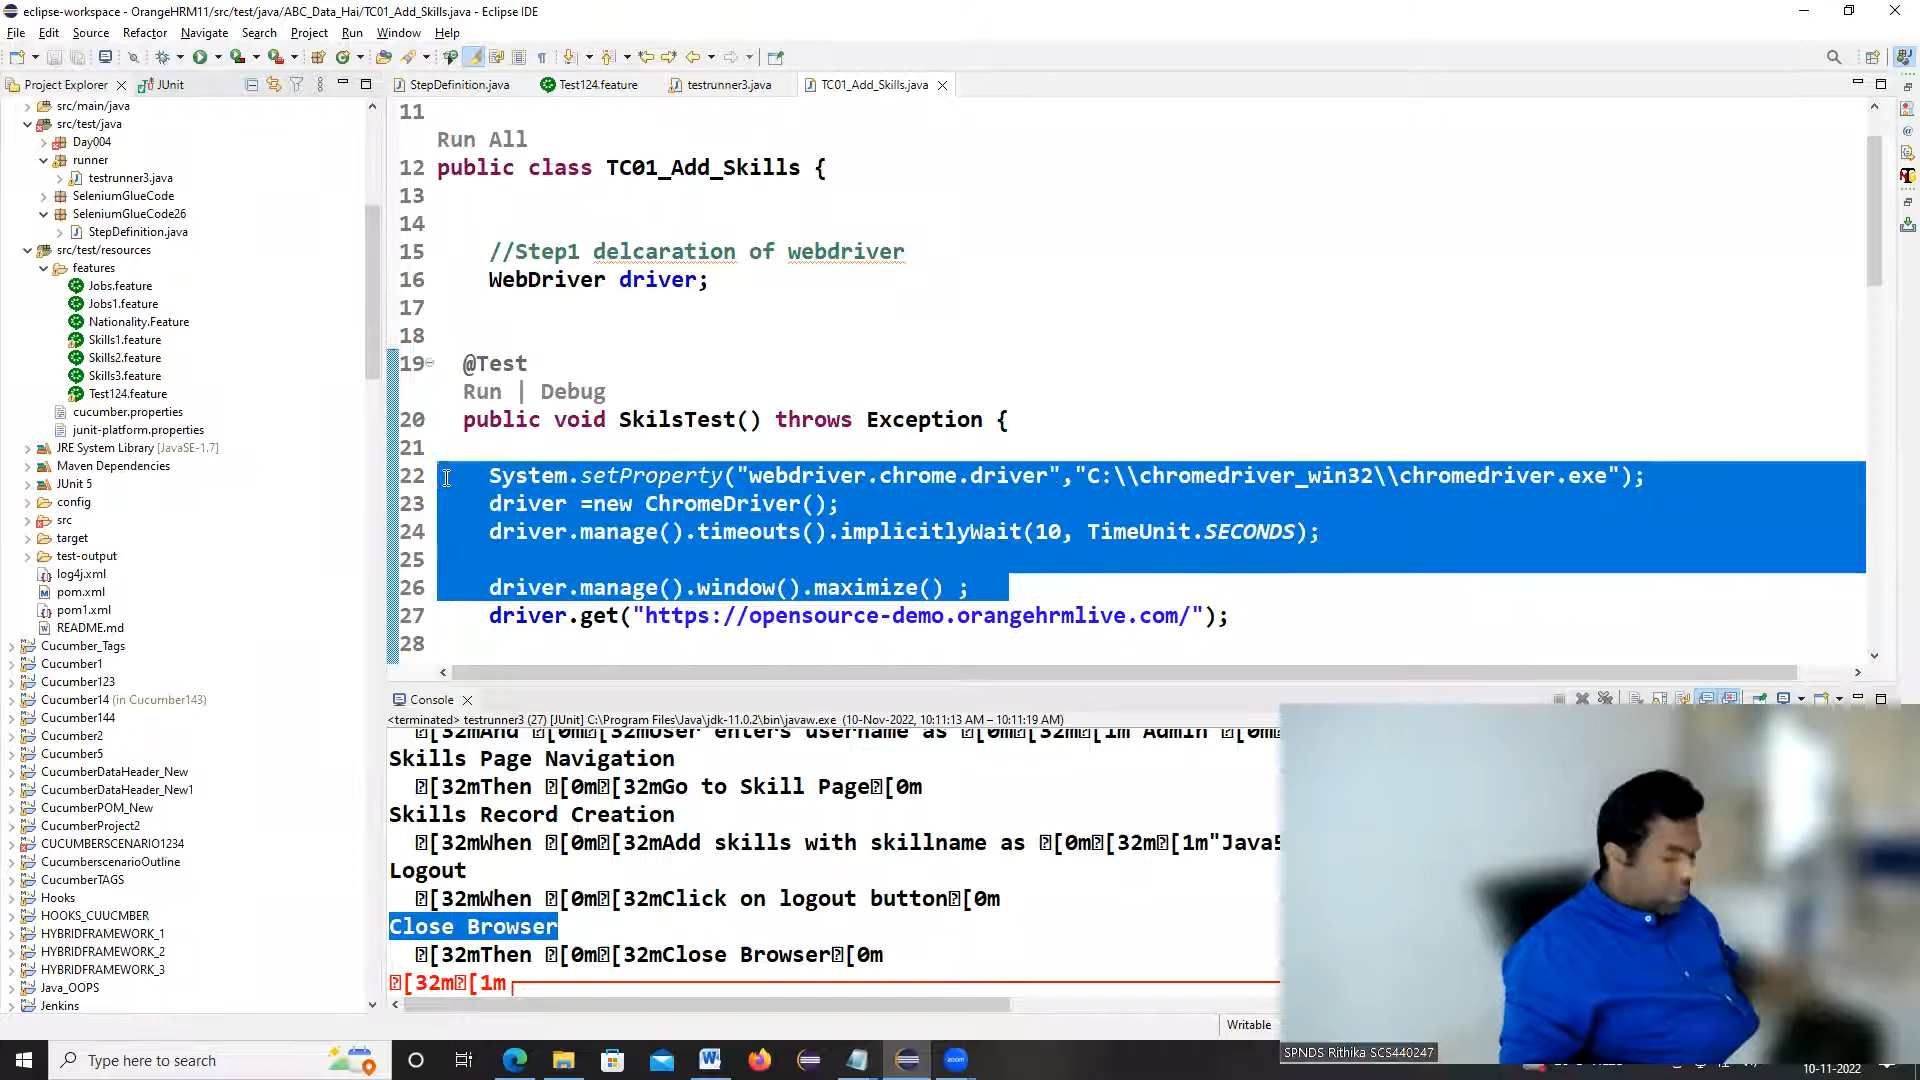 eclipse-workspace - OrangeHRM11/src/test/java/ABC_Data_Hai/TC01_Add_Skills.java - Eclipse IDE
File Edit Source Refactor Navigate Search Project Run Window Help
Project Explorer JUnit
StepDefinition.java Test124.feature testrunner3.java TC01_Add_Skills.java
src/main/java
src/test/java
Day004
runner
testrunner3.java
SeleniumGlueCode
SeleniumGlueCode26
StepDefinition.java
src/test/resources
features
Jobs.feature
Jobs1.feature
Nationality.Feature
Skills1.feature
Skills2.feature
Skills3.feature
Test124.feature
cucumber.properties
junit-platform.properties
JRE System Library [JavaSE-1.7]
Maven Dependencies
JUnit 5
config
src
target
test-output
log4j.xml
pom.xml
pom1.xml
README.md
Cucumber_Tags
Cucumber1
Cucumber123
Cucumber14 (in Cucumber143)
Cucumber144
Cucumber2
Cucumber5
CucumberDataHeader_New
CucumberDataHeader_New1
CucumberPOM_New
CucumberProject2
CUCUMBERSCENARIO1234
CucumberscenarioOutline
CucumberTAGS
Hooks
HOOKS_CUUCMBER
HYBRIDFRAMEWORK_1
HYBRIDFRAMEWORK_2
HYBRIDFRAMEWORK_3
Java_OOPS
Jenkins
11
Run All
12 public class TC01_Add_Skills {
13
14
15 //Step1 delcaration of webdriver
16 WebDriver driver;
17
18
19 @Test
Run | Debug
20 public void SkilsTest() throws Exception {
21
22 System.setProperty("webdriver.chrome.driver","C:\\chromedriver_win32\\chromedriver.exe");
23 driver =new ChromeDriver();
24 driver.manage().timeouts().implicitlyWait(10, TimeUnit.SECONDS);
25
26 driver.manage().window().maximize() ;
27 driver.get("https://opensource-demo.orangehrmlive.com/");
28
Console
<terminated> testrunner3 (27) [JUnit] C:\Program Files\Java\jdk-11.0.2\bin\javaw.exe (10-Nov-2022, 10:11:13 AM – 10:11:19 AM)
[32mAnd [0m[32mUser enters username as [0m[32m[1m Admin [0m
Skills Page Navigation
[32mThen [0m[32mGo to Skill Page[0m
Skills Record Creation
[32mWhen [0m[32mAdd skills with skillname as [0m[32m[1m"Java5
Logout
[32mWhen [0m[32mClick on logout button[0m
Close Browser
[32mThen [0m[32mClose Browser[0m
[32m[1m
Writable
SPNDS Rithika SCS440247
Type here to search
10-11-2022